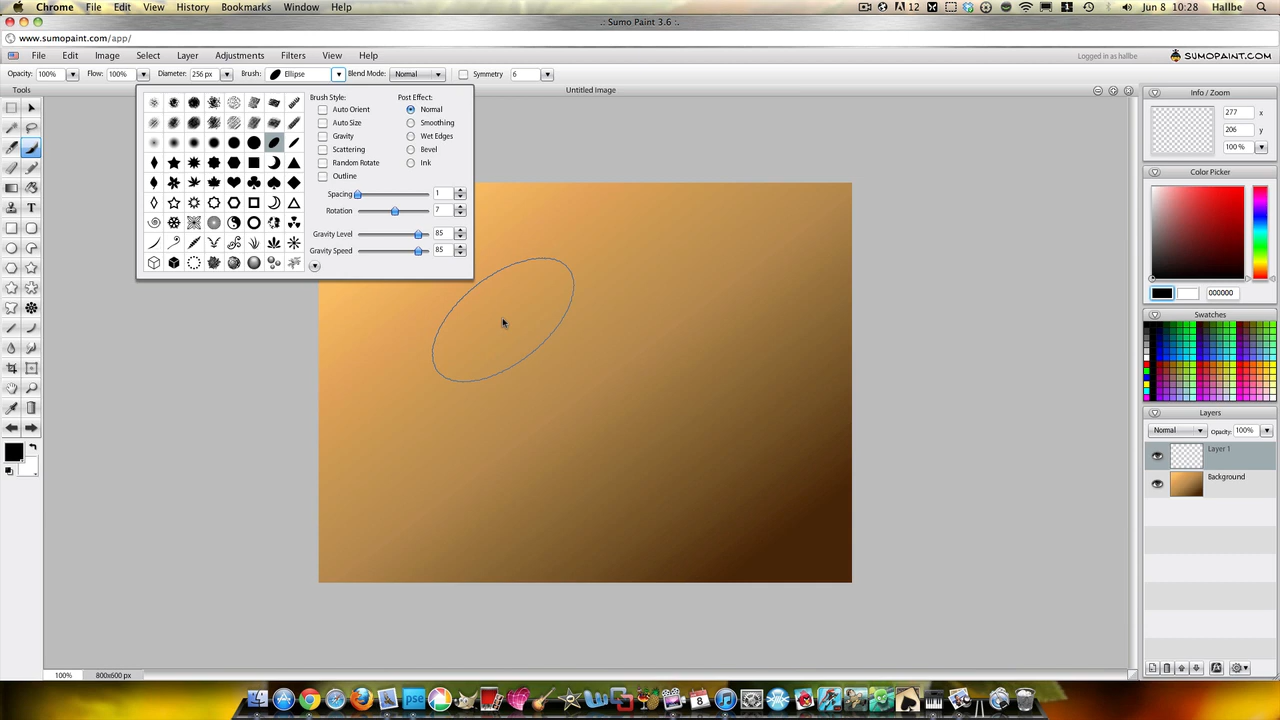 Chrome File Edit View History Bookmarks Window Help
12 1 Jun 8 10:28 Hallbe
.: Sumo Paint 3.6 :.
www.sumopaint.com/app/
File Edit Image Select Layer Adjustments Filters View Help
Logged in as hallbe SUMOPAINT.COM
Opacity: 100% Flow: 100% Diameter: 256 px Brush: Ellipse Blend Mode: Normal Symmetry 6
Tools
Untitled Image
Info / Zoom
Brush Style: Post Effect:
Auto Orient Normal
Auto Size Smoothing
Gravity Wet Edges
Scattering Bevel
Random Rotate Ink
Outline
Spacing 1
Rotation 7
Gravity Level 85
Gravity Speed 85
T
277 x
206 y
100 %
Color Picker
000000
Swatches
Layers
Normal Opacity: 100%
Layer 1
Background
100% 800x600 px
pse
8